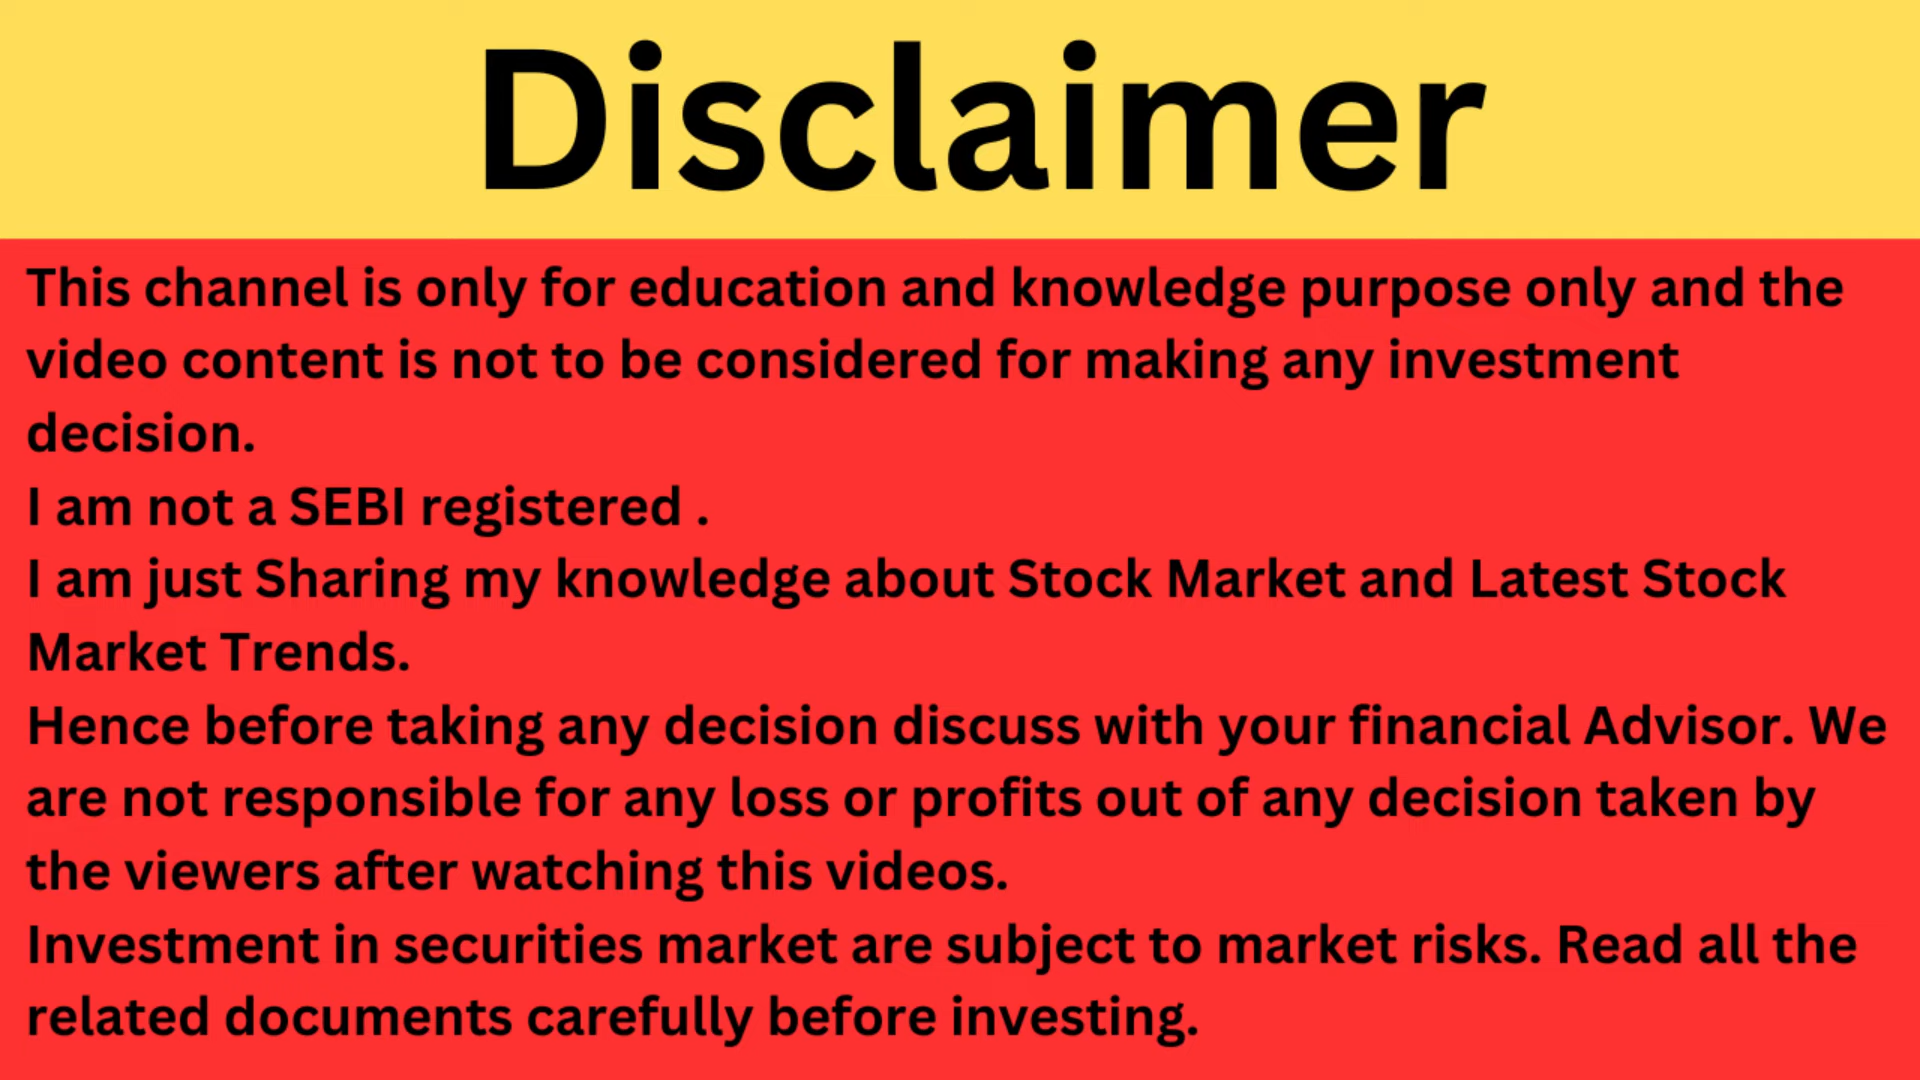 Disclaimer
This channel is only for education and knowledge purpose only and the
video content is not to be considered for making any investment
decision.
I am not a SEBI registered .
I am just Sharing my knowledge about Stock Market and Latest Stock
Market Trends.
Hence before taking any decision discuss with your financial Advisor. We
are not responsible for any loss or profits out of any decision taken by
the viewers after watching this videos.
Investment in securities market are subject to market risks. Read all the
related documents carefully before investing.